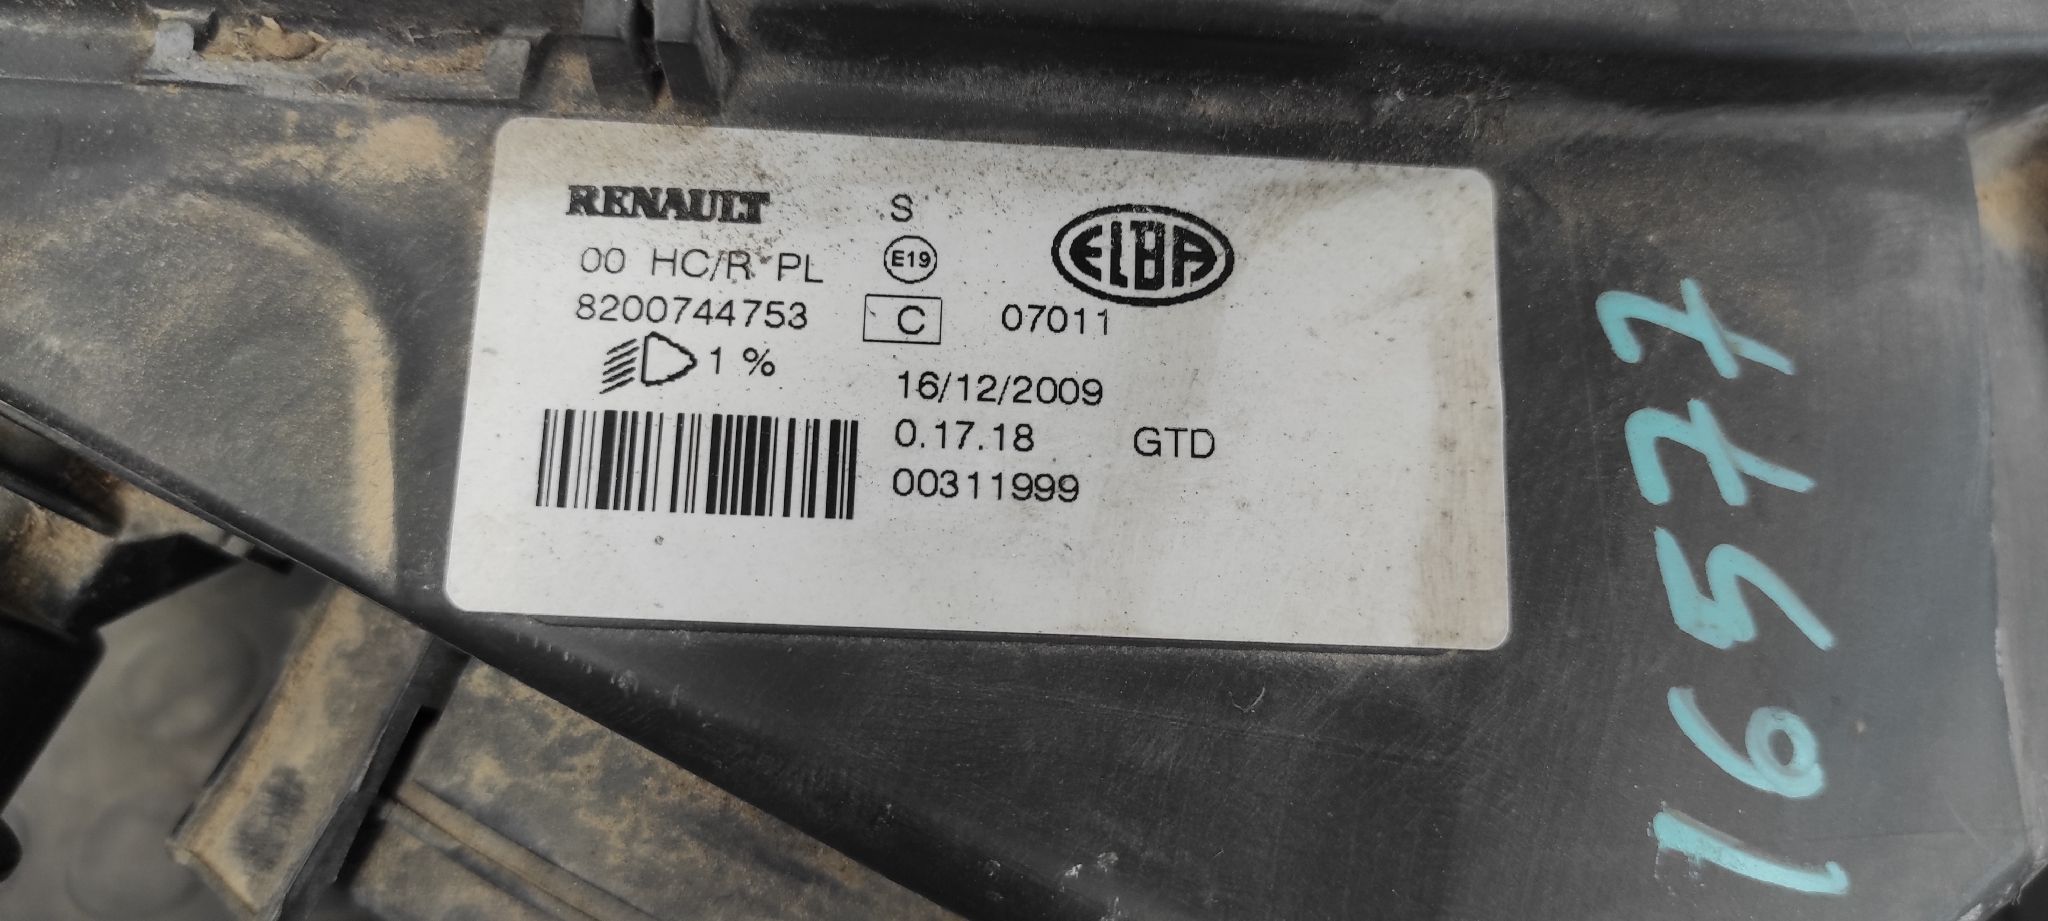 RENAULT S ELBA
00 HC/R PL E19
8200744753 C 07011
1 % 16/12/2009
0.17.18 GTD
00311999
16577